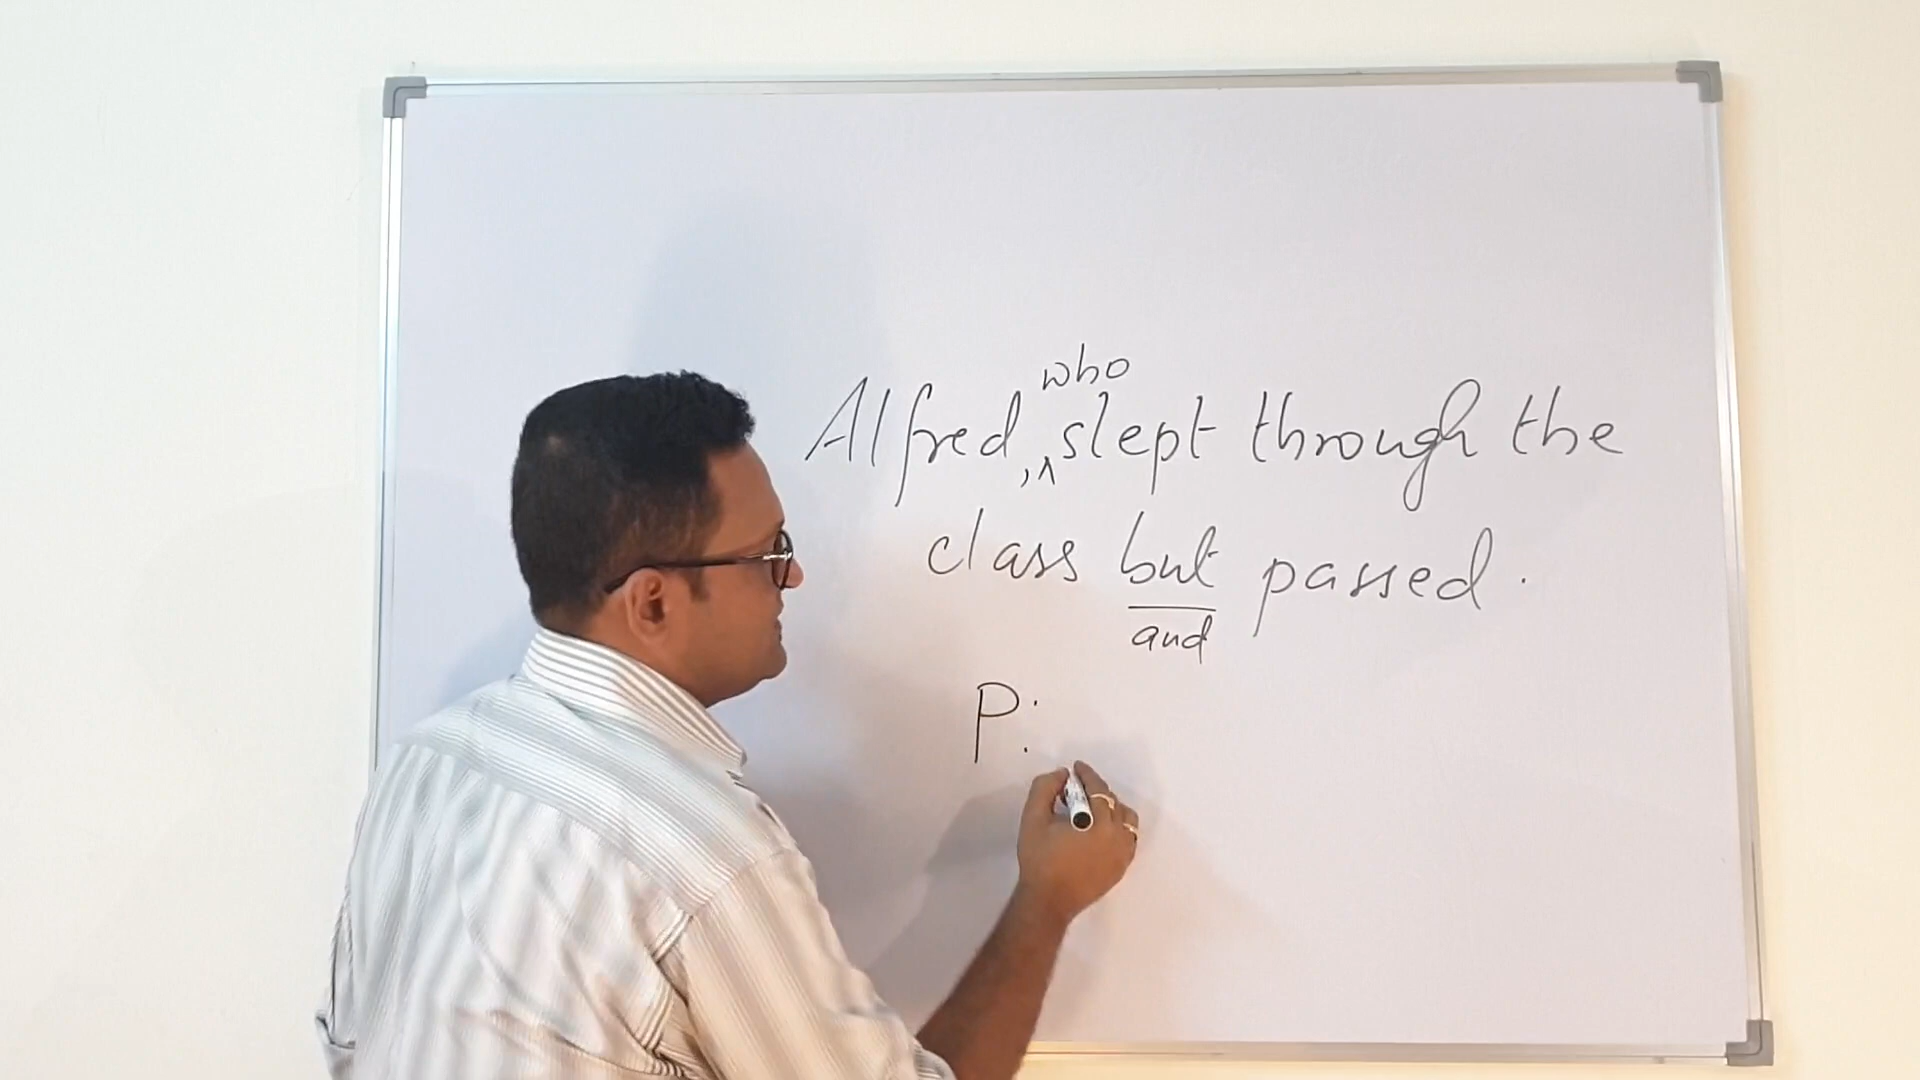 who
Alfred, ^ slept through the
class but passed.
and
P: